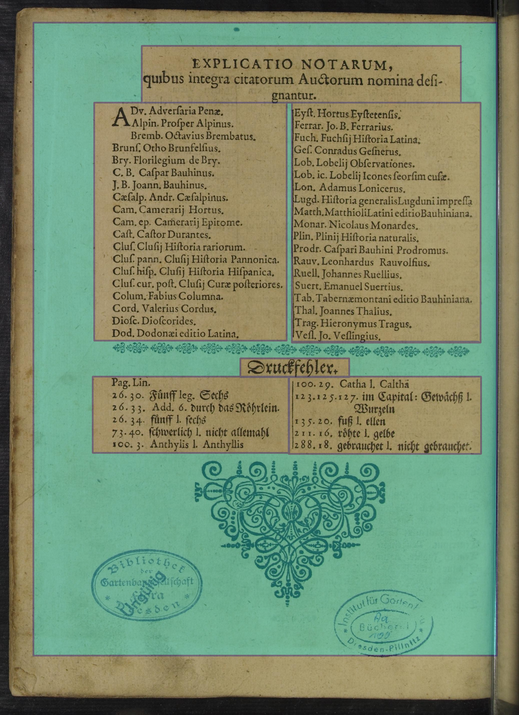 EXPLICATIO NOTARUM,
quibus integra citatorum Auctorum nomina desi-
gnantur.
ADv. Adversaria Penæ.
Alpin. Prosper Alpinus.
Bremb. Octavius Brembatus.
Brunf. Otho Brunfelsius.
Bry. Florilegium de Bry.
C. B. Caspar Bauhinus.
J. B. Joann. Bauhinus.
Cæsalp. Andr. Cæsalpinus.
Cam. Camerarij Hortus.
Cam. ep. Camerarij Epitome.
Cast. Castor Durantes.
Clus. Clusij Historia rariorum.
Clus. pann. Clusij Historia Pannonica.
Clus. hisp. Clusij Historia Hispanica.
Clus. cur. post. Clusij Curæ posteriores.
Colum. Fabius Columna.
Cord. Valerius Cordus.
Diosc. Dioscorides.
Dod. Dodonæi editio Latina.
Eyst. Hortus Eystetensis.
Ferrar. Jo. B. Ferrarius.
Fuch. Fuchsij Historia Latina.
Ges. Conradus Gesnerus.
Lob. Lobelij Observationes.
Lob. ic. Lobelij Icones seorsim cusæ.
Lon. Adamus Lonicerus.
Lugd. Historia generalis Lugduni impressa
Matth. Matthioli Latini editio Bauhiniana.
Monar. Nicolaus Monardes.
Plin. Plinij Historia naturalis.
Prodr. Caspari Bauhini Prodromus.
Rauv. Leonhardus Rauvolfius.
Ruell. Johannes Ruellius.
Suert. Emanuel Suertius.
Tab. Tabernæmontani editio Bauhiniana.
Thal. Joannes Thalius.
Trag. Hieronymus Tragus.
Vesl. Jo. Veslingius.
Druckfehler.
Pag. Lin.
26. 30. Fünff leg. Sechs
26. 33. Add. 6. durch das Röhrlein.
26. 34. fünff l. sechs
73. 40. schwerlich l. nicht allemahl
100. 3. Anthylis l. Anthyllis
100. 29. Catha l. Caltha
123. 125. 127. im Capital: Gewächß l.
Wurzeln
135. 20. fuß l. ellen
211. 16. röhte l. gelbe
288. 18. gebrauchet l. nicht gebrauchet.
Bibliothek
der
Gartenbaugesellschaft
Flora
Dresden
Ungültig
Institut für Gartenb
Bücherei
Dresden-Pillnitz